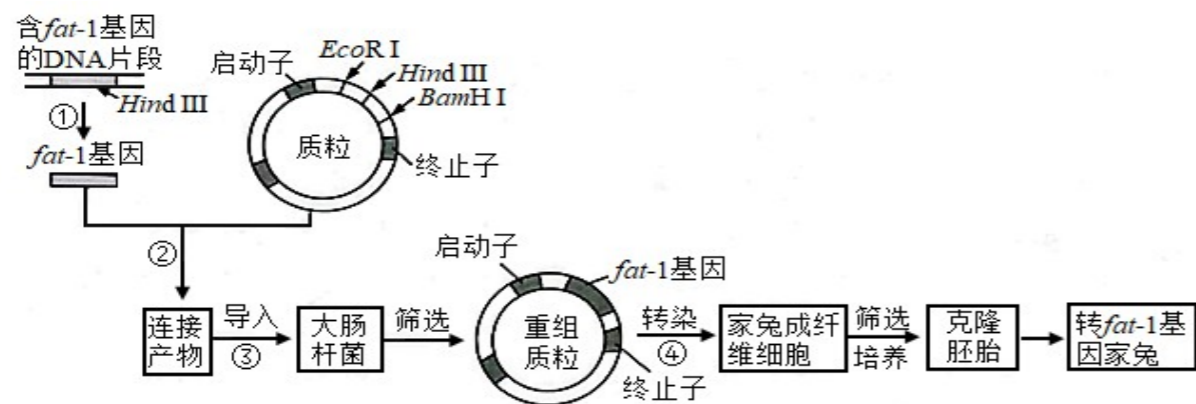 含fat-1基因
的DNA片段
HindⅢ
①
fat-1基因
启动子
EcoRⅠ
HindⅢ
BamHⅠ
质粒
终止子
②
连接
产物
导入
③
大肠
杆菌
筛选
启动子
fat-1基因
重组
质粒
终止子
转染
④
家兔成纤
维细胞
筛选
培养
克隆
胚胎
转fat-1基
因家兔